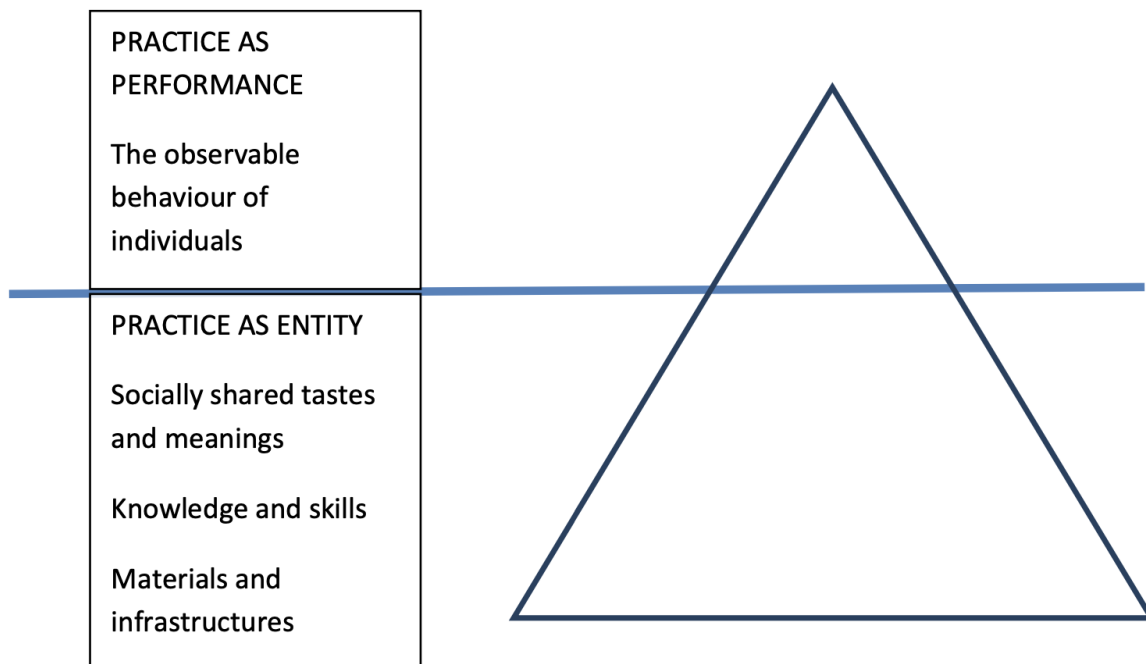 PRACTICE AS
PERFORMANCE
The observable
behaviour of
individuals
PRACTICE AS ENTITY
Socially shared tastes
and meanings
Knowledge and skills
Materials and
infrastructures